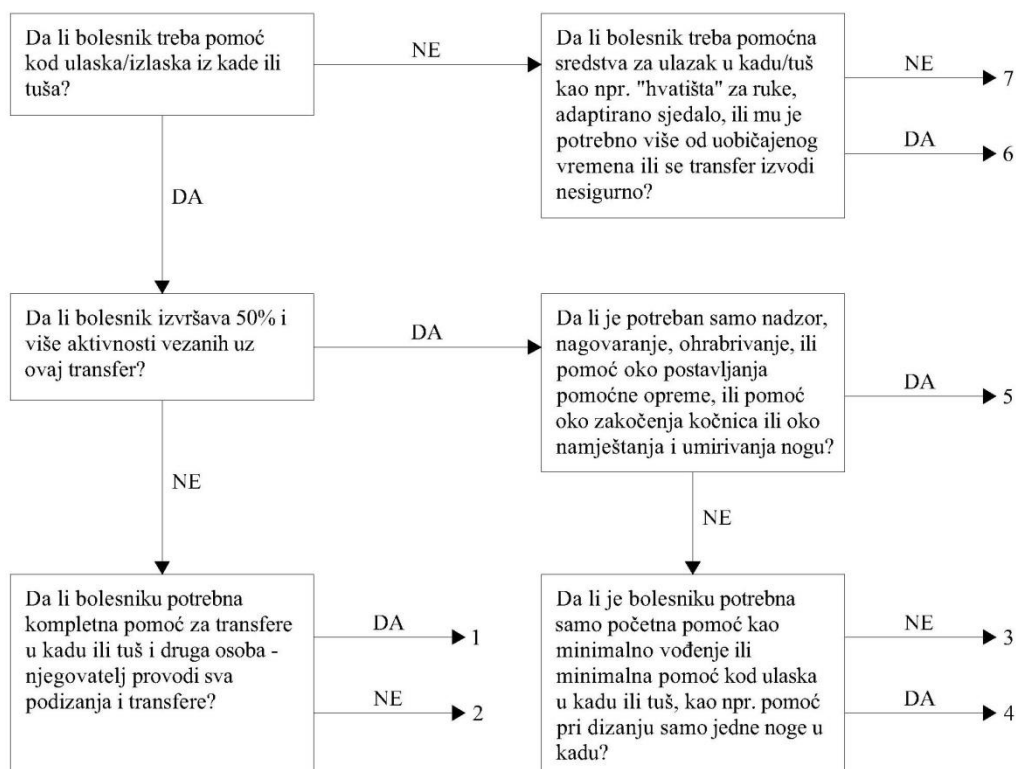 Da li bolesnik treba pomoć
kod ulaska/izlaska iz kade ili
tuša?
NE
Da li bolesnik treba pomoćna
sredstva za ulazak u kadu/tuš
kao npr. "hvatišta" za ruke,
adaptirano sjedalo, ili mu je
potrebno više od uobičajenog
vremena ili se transfer izvodi
nesigurno?
NE
7
DA
6
DA
Da li bolesnik izvršava 50% i
više aktivnosti vezanih uz
ovaj transfer?
DA
Da li je potreban samo nadzor,
nagovaranje, ohrabrivanje, ili
pomoć oko postavljanja
pomoćne opreme, ili pomoć
oko zakočenja kočnica ili oko
namještanja i umirivanja nogu?
DA
5
NE
NE
Da li bolesniku potrebna
kompletna pomoć za transfere
u kadu ili tuš i druga osoba -
njegovatelj provodi sva
podizanja i transfere?
DA
1
NE
2
Da li je bolesniku potrebna
samo početna pomoć kao
minimalno vođenje ili
minimalna pomoć kod ulaska
u kadu ili tuš, kao npr. pomoć
pri dizanju samo jedne noge u
kadu?
NE
3
DA
4